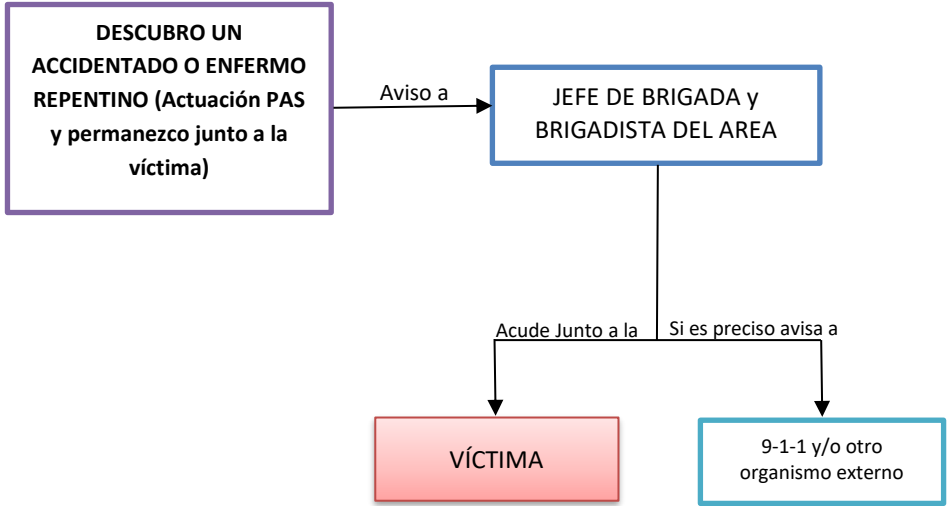 DESCUBRO UN
ACCIDENTADO O ENFERMO
REPENTINO (Actuación PAS
y permanezco junto a la
víctima)
Aviso a
JEFE DE BRIGADA y
BRIGADISTA DEL AREA
Acude Junto a la
Si es preciso avisa a
VÍCTIMA
9-1-1 y/o otro
organismo externo